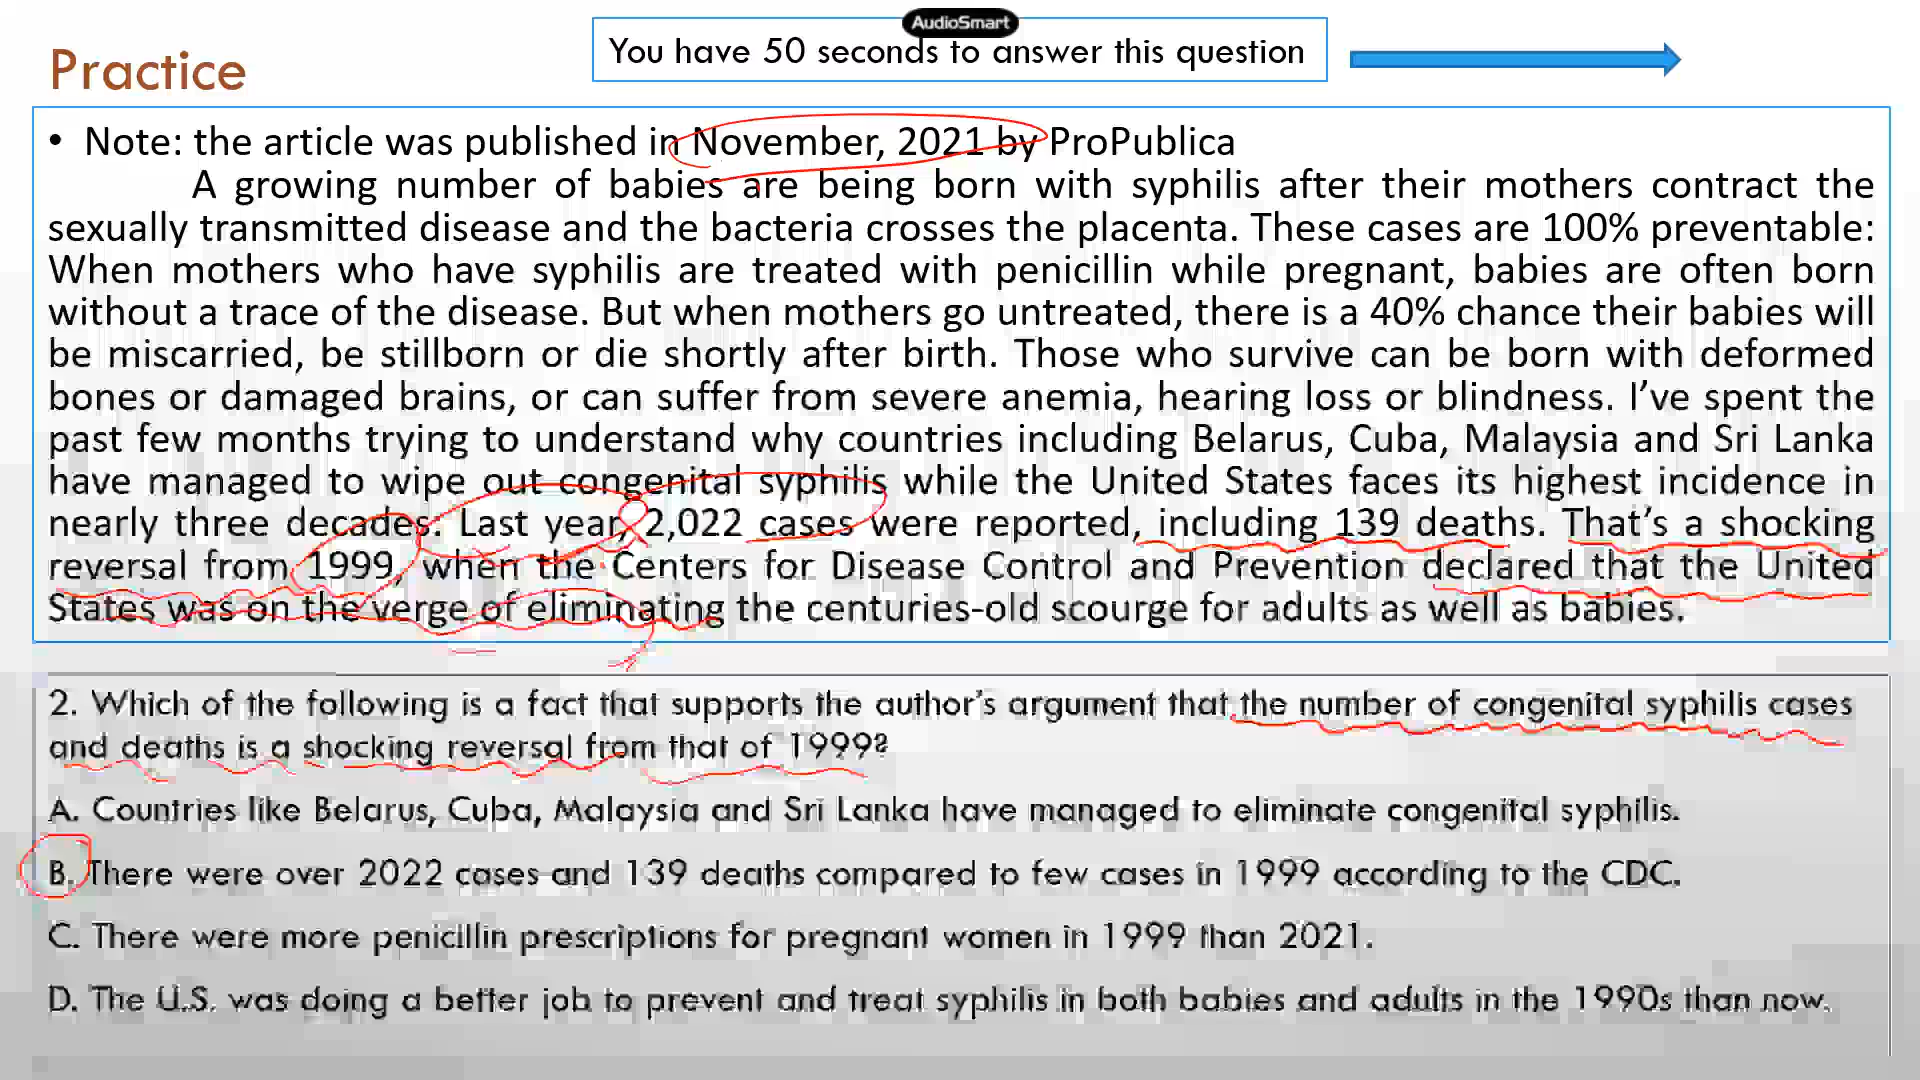 AudioSmart
You have 50 seconds to answer this question
Practice
• Note: the article was published in November, 2021 by ProPublica
A growing number of babies are being born with syphilis after their mothers contract the
sexually transmitted disease and the bacteria crosses the placenta. These cases are 100% preventable:
When mothers who have syphilis are treated with penicillin while pregnant, babies are often born
without a trace of the disease. But when mothers go untreated, there is a 40% chance their babies will
be miscarried, be stillborn or die shortly after birth. Those who survive can be born with deformed
bones or damaged brains, or can suffer from severe anemia, hearing loss or blindness. I’ve spent the
past few months trying to understand why countries including Belarus, Cuba, Malaysia and Sri Lanka
have managed to wipe out congenital syphilis while the United States faces its highest incidence in
nearly three decades. Last year, 2,022 cases were reported, including 139 deaths. That’s a shocking
reversal from 1999, when the Centers for Disease Control and Prevention declared that the United
States was on the verge of eliminating the centuries-old scourge for adults as well as babies.
2. Which of the following is a fact that supports the author’s argument that the number of congenital syphilis cases
and deaths is a shocking reversal from that of 1999?
A. Countries like Belarus, Cuba, Malaysia and Sri Lanka have managed to eliminate congenital syphilis.
B. There were over 2022 cases and 139 deaths compared to few cases in 1999 according to the CDC.
C. There were more penicillin prescriptions for pregnant women in 1999 than 2021.
D. The U.S. was doing a better job to prevent and treat syphilis in both babies and adults in the 1990s than now.